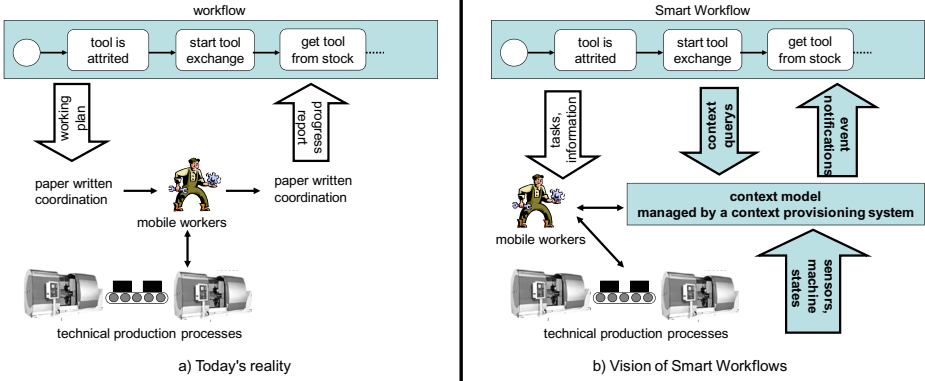 workflow
tool is
attrited
start tool
exchange
get tool
from stock
working
plan
progress
report
paper written
coordination
mobile workers
paper written
coordination
technical production processes
a) Today's reality
Smart Workflow
tool is
attrited
start tool
exchange
get tool
from stock
tasks,
information
context
querys
event
notifications
mobile workers
context model
managed by a context provisioning system
sensors,
machine
states
technical production processes
b) Vision of Smart Workflows